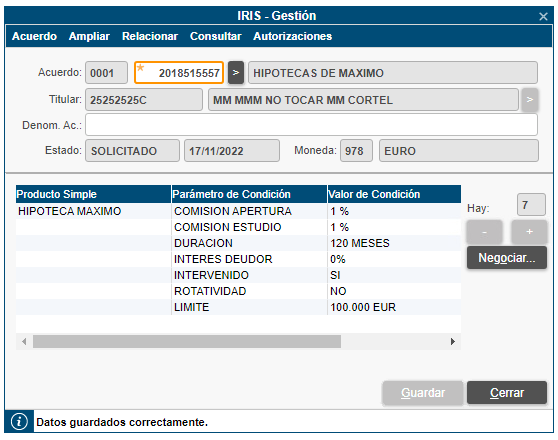 IRIS - Gestión
Acuerdo Ampliar Relacionar Consultar Autorizaciones
Acuerdo: 0001 2018515557 > HIPOTECAS DE MAXIMO
Titular: 25252525C MM MMM NO TOCAR MM CORTEL >
Denom. Ac.:
Estado: SOLICITADO 17/11/2022 Moneda: 978 EURO
Producto Simple Parámetro de Condición Valor de Condición
HIPOTECA MAXIMO COMISION APERTURA 1 %
COMISION ESTUDIO 1 %
DURACION 120 MESES
INTERES DEUDOR 0%
INTERVENIDO SI
ROTATIVIDAD NO
LIMITE 100.000 EUR
Hay: 7
- +
Negociar...
Guardar Cerrar
Datos guardados correctamente.